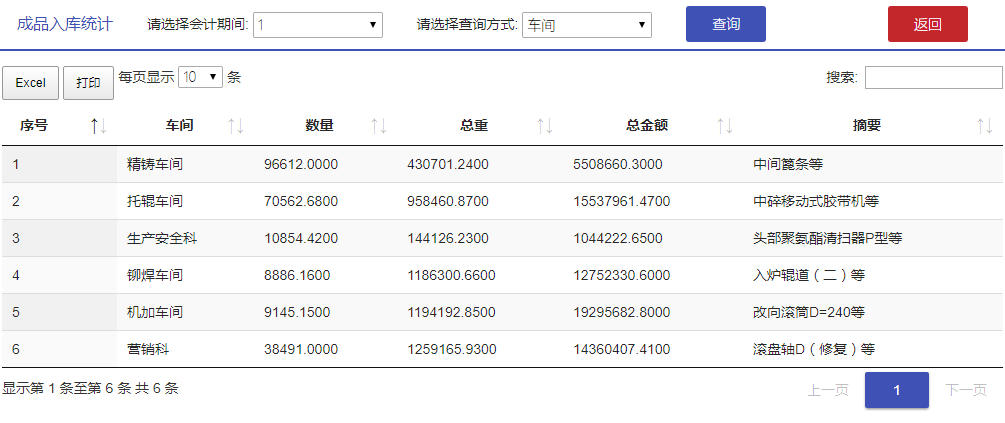 成品入库统计 请选择会计期间: 1 请选择查询方式: 车间 查询 返回
Excel 打印 每页显示 10 条 搜索:
序号 车间 数量 总重 总金额 摘要
1 精铸车间 96612.0000 430701.2400 5508660.3000 中间篦条等
2 托辊车间 70562.6800 958460.8700 15537961.4700 中碎移动式胶带机等
3 生产安全科 10854.4200 144126.2300 1044222.6500 头部聚氨酯清扫器P型等
4 铆焊车间 8886.1600 1186300.6600 12752330.6000 入炉辊道（二）等
5 机加车间 9145.1500 1194192.8500 19295682.8000 改向滚筒D=240等
6 营销科 38491.0000 1259165.9300 14360407.4100 滚盘轴D（修复）等
显示第 1 条至第 6 条 共 6 条 上一页 1 下一页